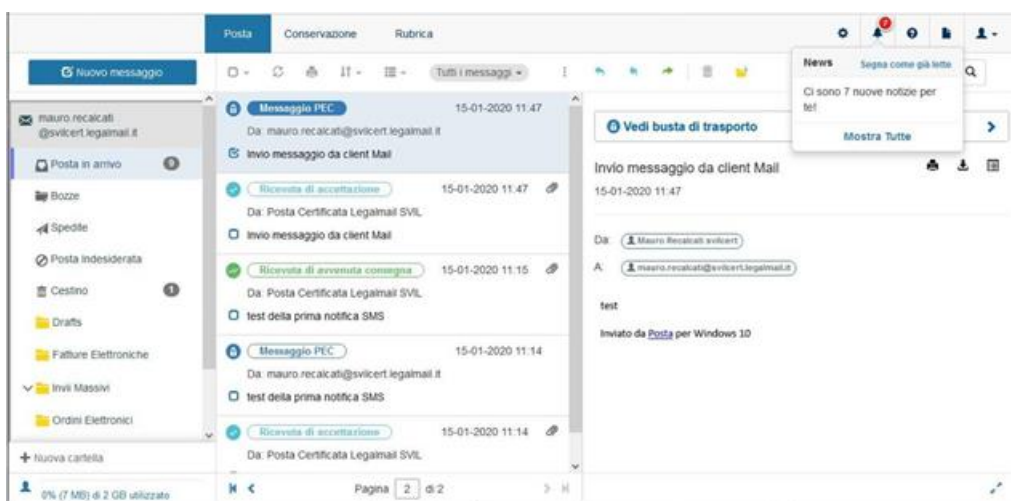 Posta
Conservazione
Rubrica
7
Nuovo messaggio
Tutti i messaggi
News
Segna come già lette
Ci sono 7 nuove notizie per
te!
Mostra Tutte
mauro.recalcati
@svilcert.legalmail.it
Posta in arrivo 9
Bozze
Spedite
Posta Indesiderata
Cestino 1
Drafts
Fatture Elettroniche
Invii Massivi
Ordini Elettronici
Nuova cartella
0% (7 MB) di 2 GB utilizzato
Messaggio PEC 15-01-2020 11:47
Da: mauro.recalcati@svilcert.legalmail.it
Invio messaggio da client Mail
Ricevuta di accettazione 15-01-2020 11:47
Da: Posta Certificata Legalmail SVIL
Invio messaggio da client Mail
Ricevuta di avvenuta consegna 15-01-2020 11:15
Da: Posta Certificata Legalmail SVIL
test della prima notifica SMS
Messaggio PEC 15-01-2020 11:14
Da: mauro.recalcati@svilcert.legalmail.it
test della prima notifica SMS
Ricevuta di accettazione 15-01-2020 11:14
Da: Posta Certificata Legalmail SVIL
Pagina 2 di 2
Vedi busta di trasporto
Invio messaggio da client Mail
15-01-2020 11:47
Da: Mauro Recalcati svilcert
A: mauro.recalcati@svilcert.legalmail.it
test
Inviato da Posta per Windows 10